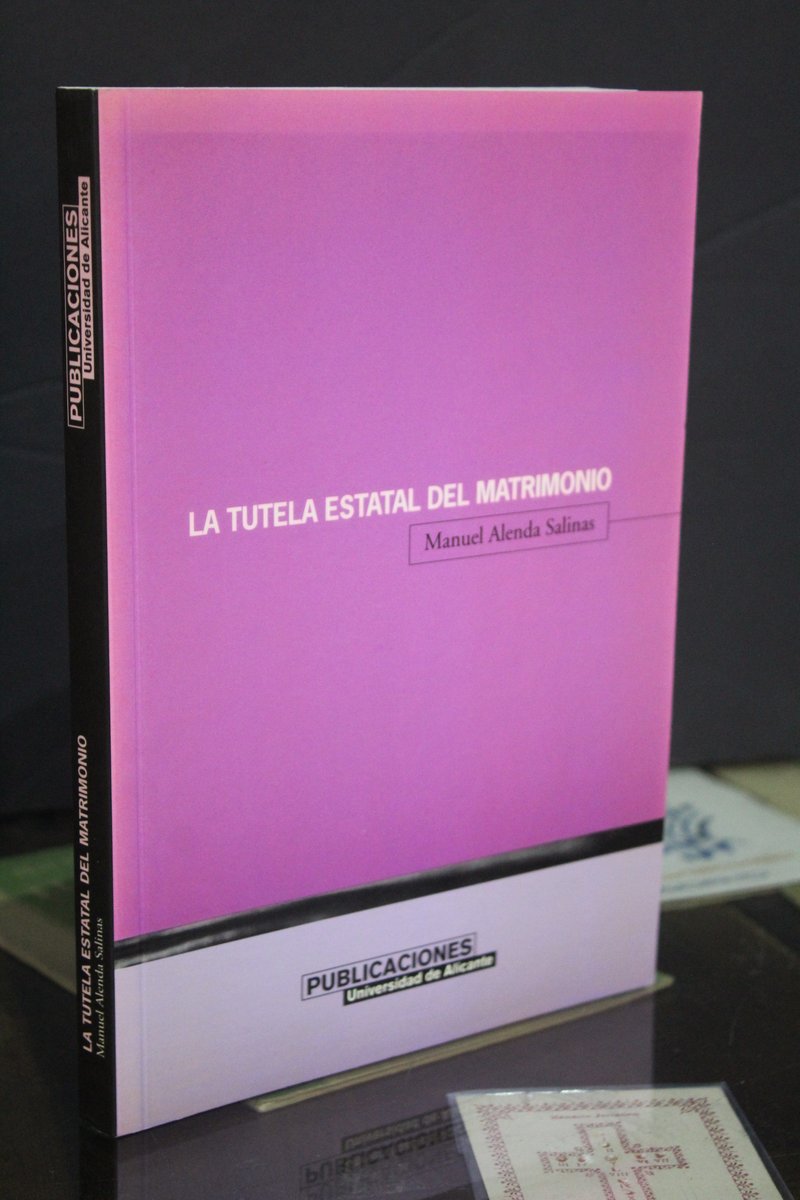 LA TUTELA ESTATAL DEL MATRIMONIO
Manuel Alenda Salinas
PUBLICACIONES
Universidad de Alicante
PUBLICACIONES
Universidad de Alicante
LA TUTELA ESTATAL DEL MATRIMONIO
Manuel Alenda Salinas